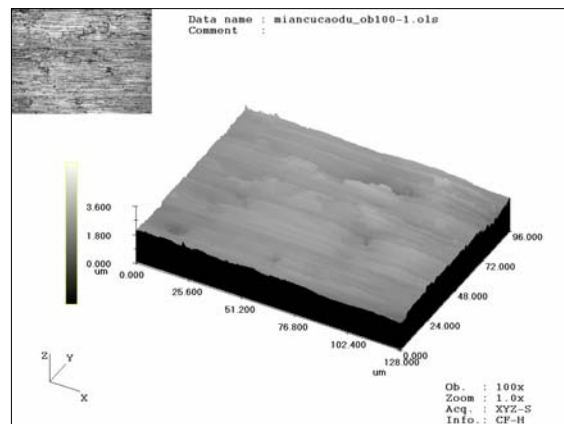 Data name : miancucaodu_ob100-1.ols
Comment :
3.600
1.800
0.000
um
0.000
25.600
51.200
76.800
102.400
128.000
um
0.000
24.000
48.000
72.000
96.000
Z
Y
X
Ob. : 100x
Zoom : 1.0x
Acq. : XYZ-S
Info.: CF-H